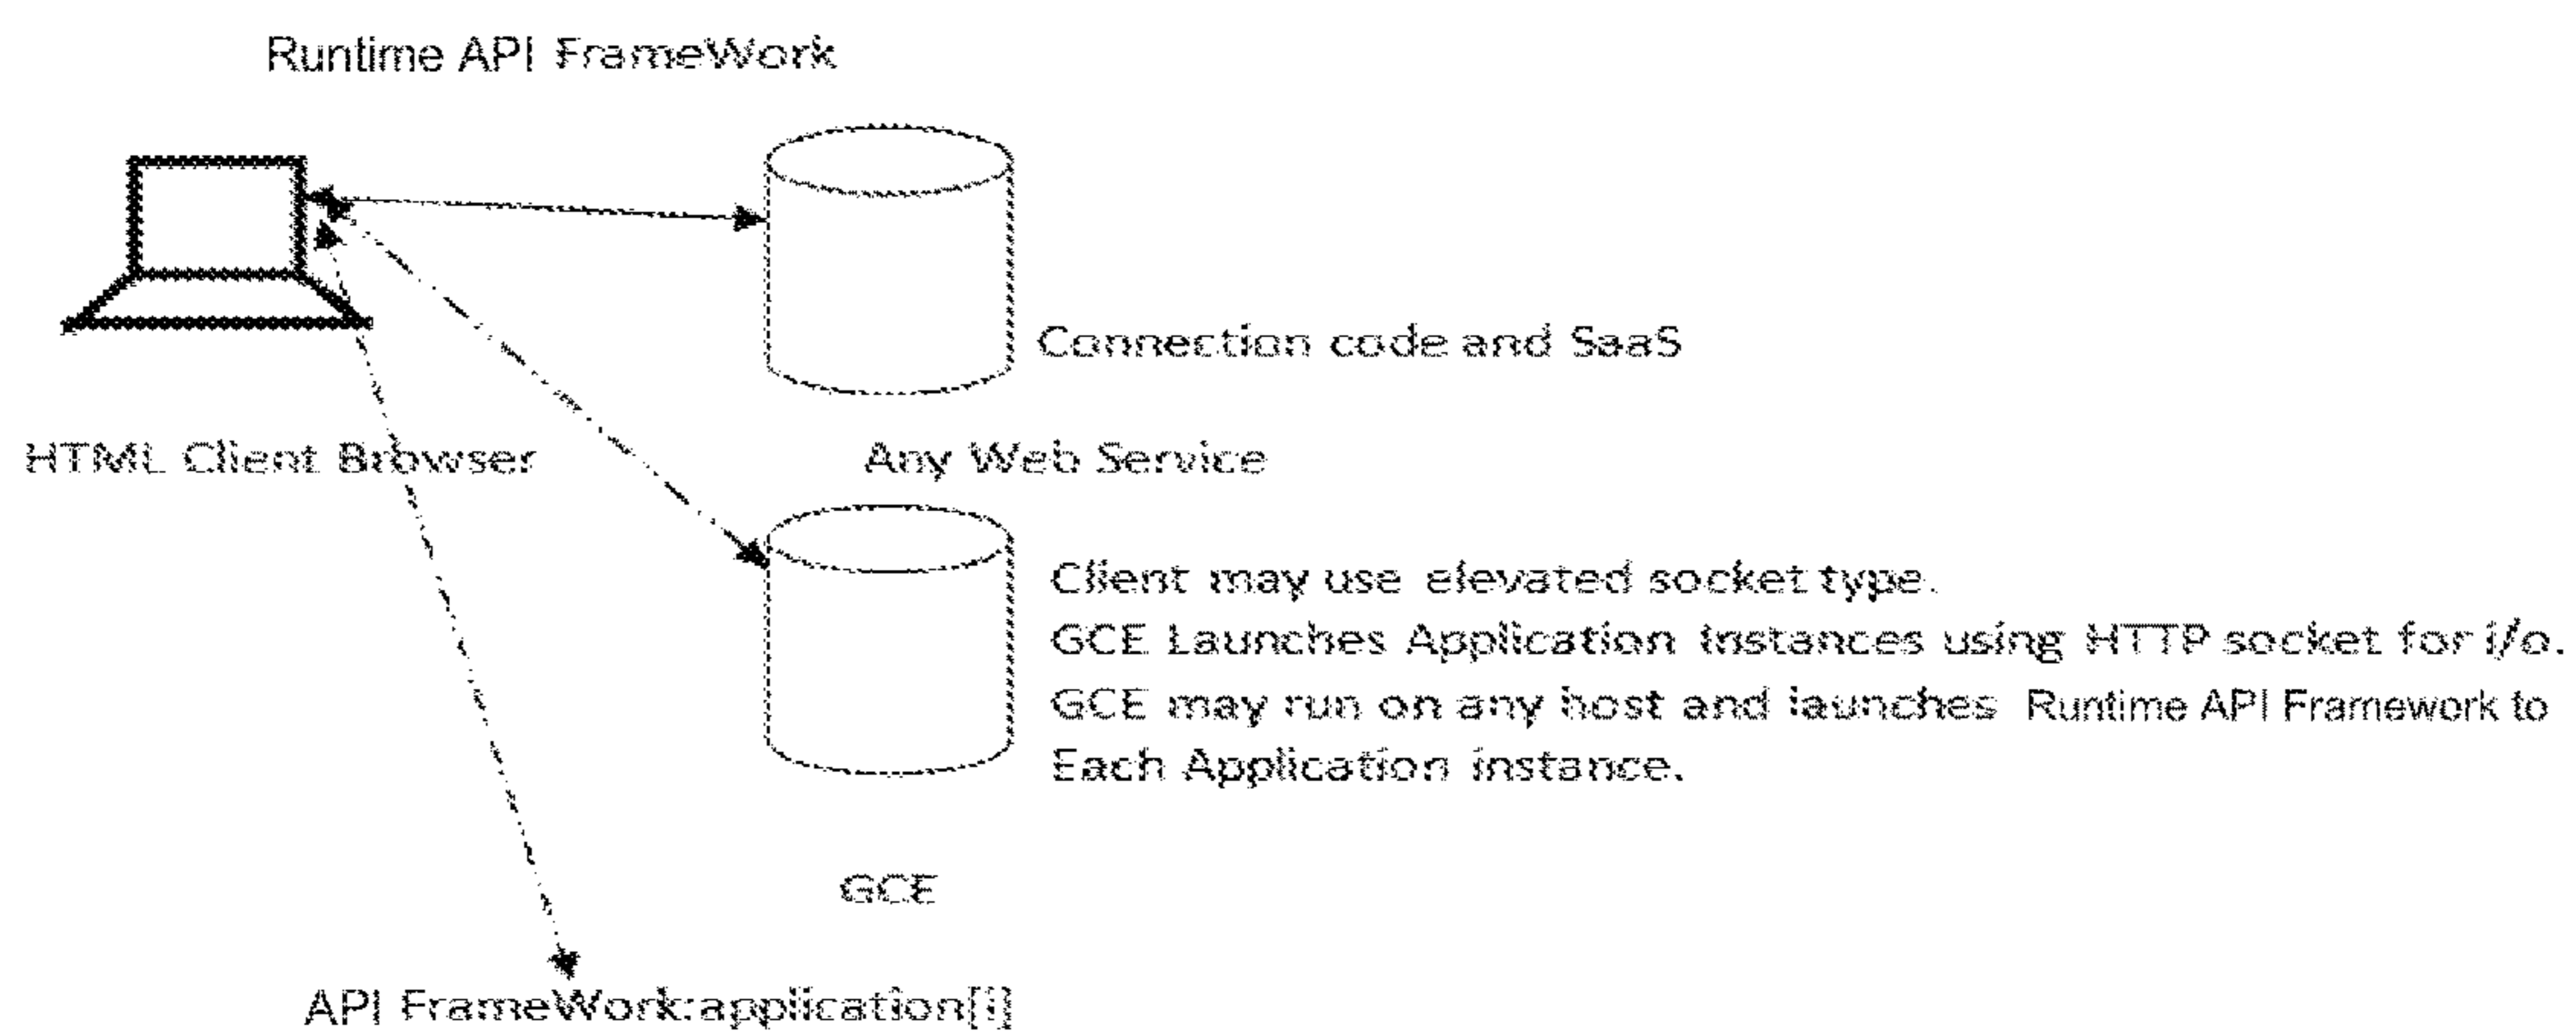 Runtime API FrameWork
Connection code and SaaS
HTML Client Browser
Any Web Service
Client may use elevated socket type.
GCE Launches Application Instances using HTTP socket for i/o.
GCE may run on any host and launches Runtime API Framework to
Each Application instance.
GCE
API FrameWork:application[i]